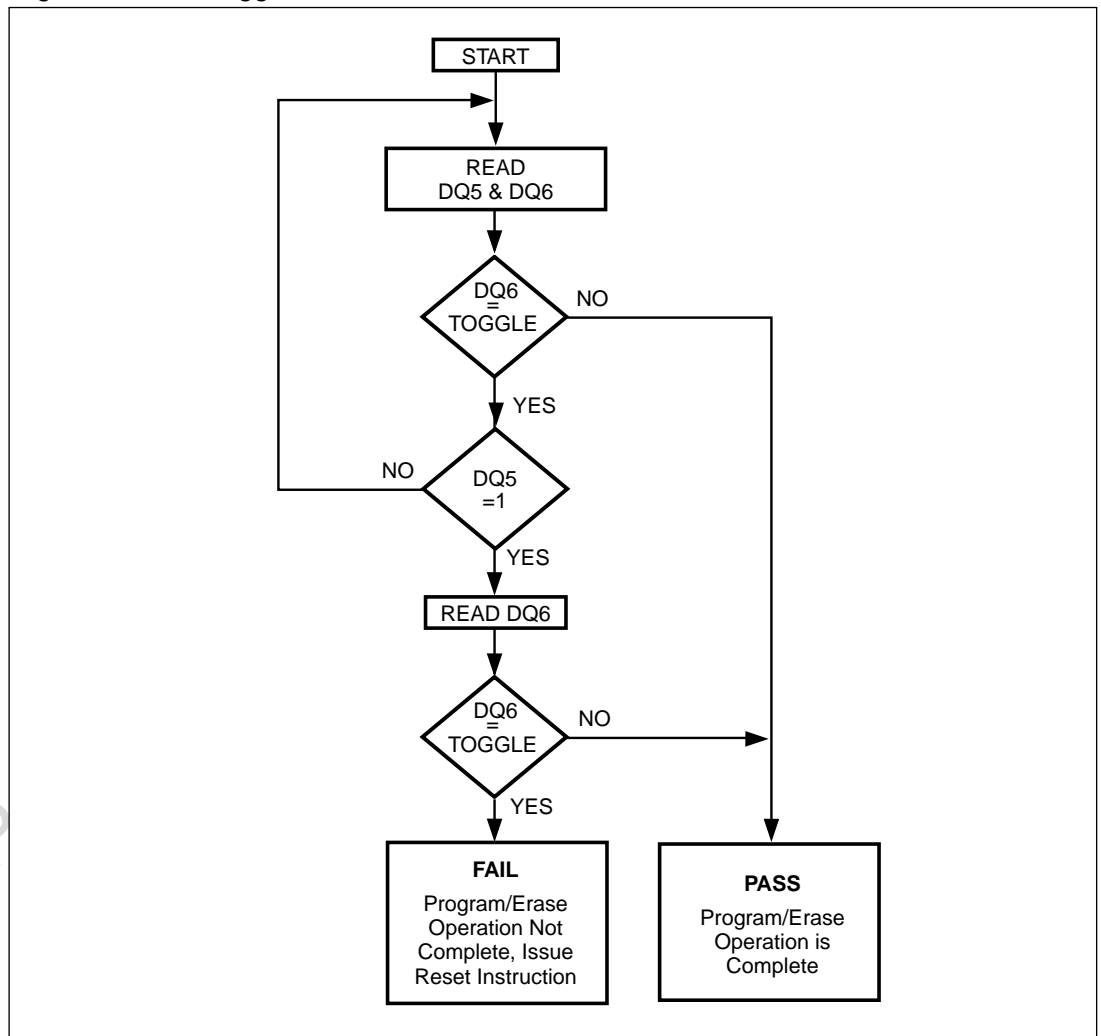 START
READ
DQ5 & DQ6
DQ6
=
TOGGLE
NO
YES
NO
DQ5
=1
YES
READ DQ6
DQ6
=
TOGGLE
NO
YES
FAIL
Program/Erase
Operation Not
Complete, Issue
Reset Instruction
PASS
Program/Erase
Operation is
Complete